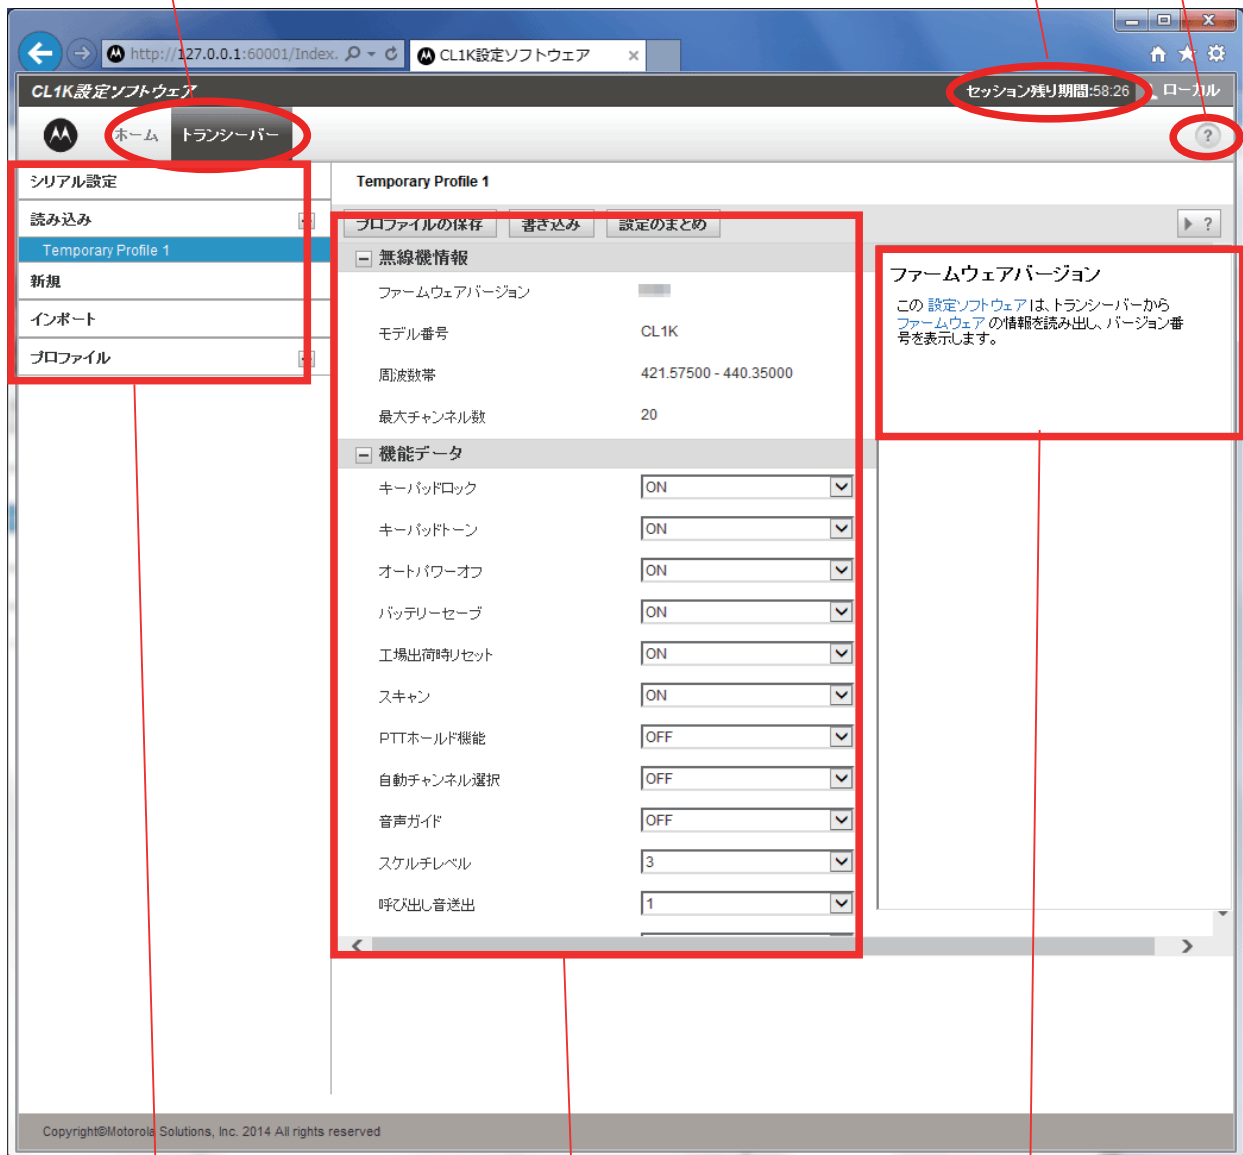 http://127.0.0.1:60001/Index.
CL1K設定ソフトウェア
CL1K設定ソフトウェア
セッション残り期間:58:26
ローカル
ホーム
トランシーバー
?
シリアル設定
読み込み
Temporary Profile 1
新規
インポート
プロファイル
Temporary Profile 1
プロファイルの保存
書き込み
設定のまとめ
?
無線機情報
ファームウェアバージョン
モデル番号 CL1K
周波数帯 421.57500 - 440.35000
最大チャンネル数 20
機能データ
キーパッドロック ON
キーパッドトーン ON
オートパワーオフ ON
バッテリーセーブ ON
工場出荷時リセット ON
スキャン ON
PTTホールド機能 OFF
自動チャンネル選択 OFF
音声ガイド OFF
スケルチレベル 3
呼び出し音送出 1
ファームウェアバージョン
この 設定ソフトウェアは、トランシーバーから
ファームウェア の情報を読み出し、バージョン番
号を表示します。
Copyright©Motorola Solutions, Inc. 2014 All rights reserved